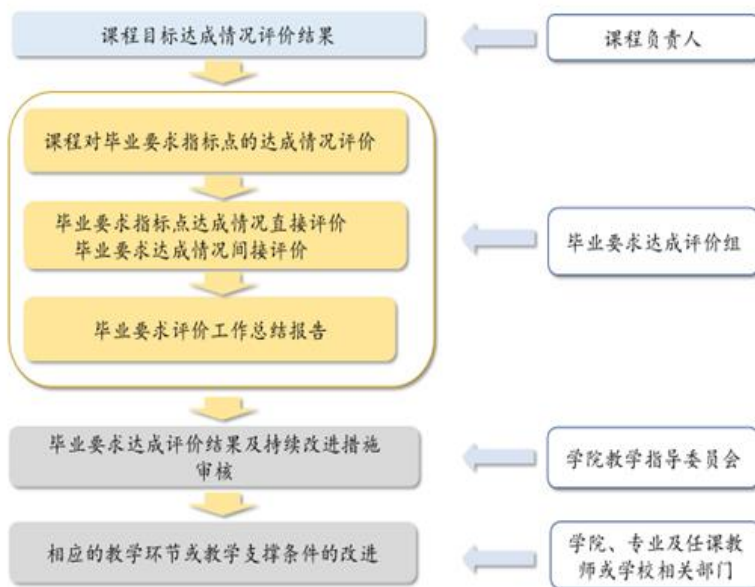 课程目标达成情况评价结果
课程负责人
课程对毕业要求指标点的达成情况评价
毕业要求指标点达成情况直接评价
毕业要求达成情况间接评价
毕业要求达成评价组
毕业要求评价工作总结报告
毕业要求达成评价结果及持续改进措施
审核
学院教学指导委员会
相应的教学环节或教学支撑条件的改进
学院、专业及任课教
师或学校相关部门